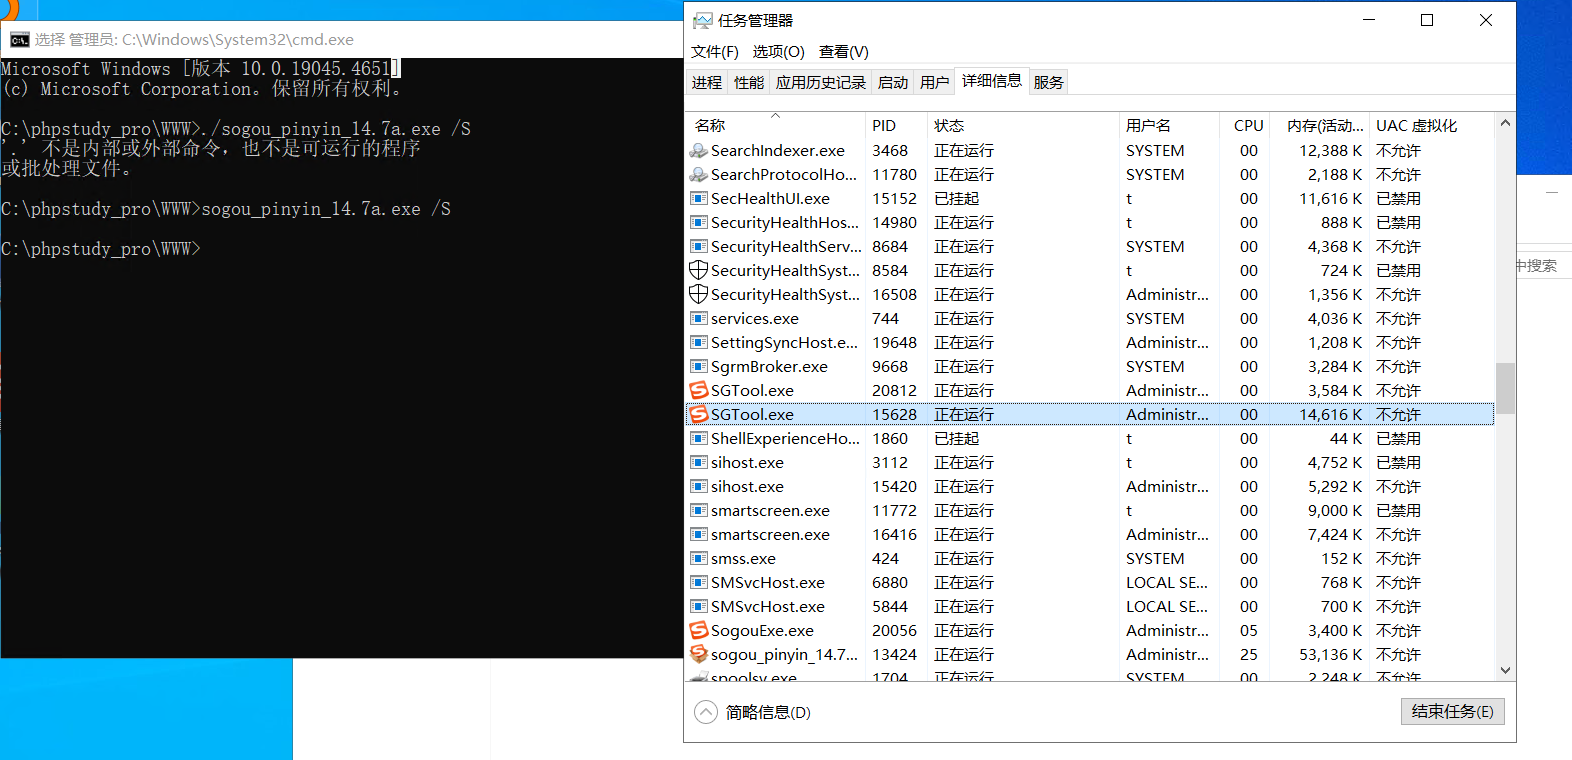 选择 管理员: C:\Windows\System32\cmd.exe
Microsoft Windows [版本 10.0.19045.4651]
(c) Microsoft Corporation。保留所有权利。
C:\phpstudy_pro\WWW>./sogou_pinyin_14.7a.exe /S
'.' 不是内部或外部命令，也不是可运行的程序
或批处理文件。
C:\phpstudy_pro\WWW>sogou_pinyin_14.7a.exe /S
C:\phpstudy_pro\WWW>
任务管理器
文件(F) 选项(O) 查看(V)
进程 性能 应用历史记录 启动 用户 详细信息 服务
名称 PID 状态 用户名 CPU 内存(活动... UAC 虚拟化
SearchIndexer.exe 3468 正在运行 SYSTEM 00 12,388 K 不允许
SearchProtocolHo... 11780 正在运行 SYSTEM 00 2,188 K 不允许
SecHealthUI.exe 15152 已挂起 t 00 11,616 K 已禁用
SecurityHealthHos... 14980 正在运行 t 00 888 K 已禁用
SecurityHealthServ... 8684 正在运行 SYSTEM 00 4,368 K 不允许
SecurityHealthSyst... 8584 正在运行 t 00 724 K 已禁用
SecurityHealthSyst... 16508 正在运行 Administr... 00 1,356 K 不允许
services.exe 744 正在运行 SYSTEM 00 4,036 K 不允许
SettingSyncHost.e... 19648 正在运行 Administr... 00 1,208 K 不允许
SgrmBroker.exe 9668 正在运行 SYSTEM 00 3,284 K 不允许
SGTool.exe 20812 正在运行 Administr... 00 3,584 K 不允许
SGTool.exe 15628 正在运行 Administr... 00 14,616 K 不允许
ShellExperienceHo... 1860 已挂起 t 00 44 K 已禁用
sihost.exe 3112 正在运行 t 00 4,752 K 已禁用
sihost.exe 15420 正在运行 Administr... 00 5,292 K 不允许
smartscreen.exe 11772 正在运行 t 00 9,000 K 已禁用
smartscreen.exe 16416 正在运行 Administr... 00 7,424 K 不允许
smss.exe 424 正在运行 SYSTEM 00 152 K 不允许
SMSvcHost.exe 6880 正在运行 LOCAL SE... 00 768 K 不允许
SMSvcHost.exe 5844 正在运行 LOCAL SE... 00 700 K 不允许
SogouExe.exe 20056 正在运行 Administr... 05 3,400 K 不允许
sogou_pinyin_14.7... 13424 正在运行 Administr... 25 53,136 K 不允许
spoolsv.exe 1704 正在运行 SYSTEM 00 2,248 K 不允许
简略信息(D)
结束任务(E)
中搜索